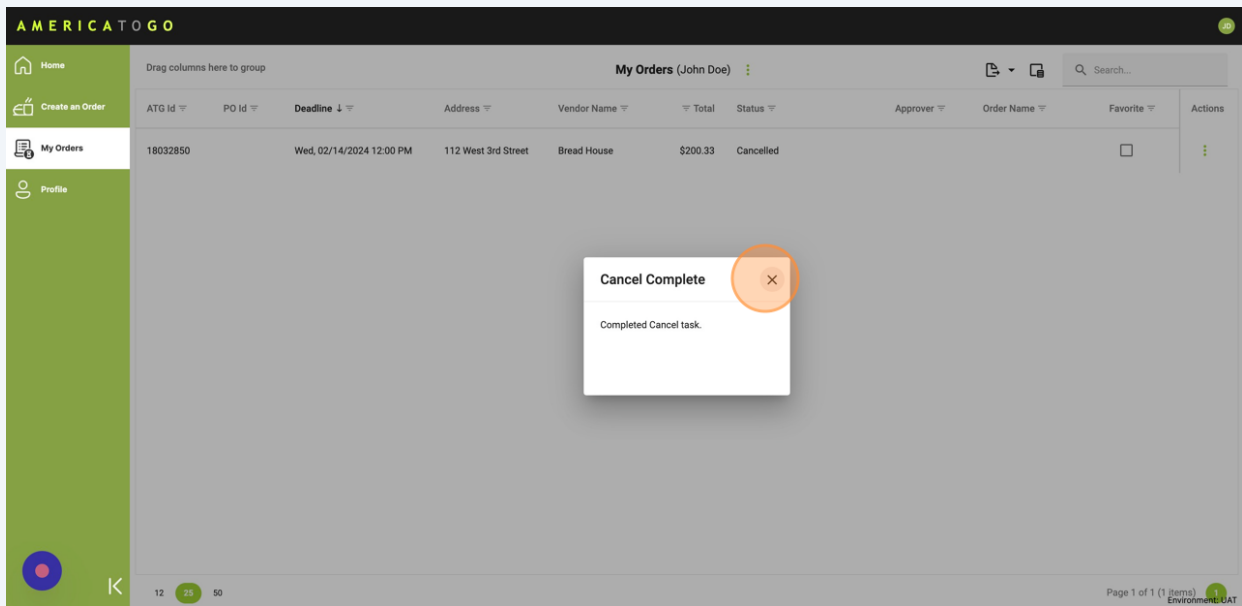 AMERICATOGO
JD
Home
Create an Order
My Orders
Profile
Drag columns here to group
My Orders (John Doe)
Search...
ATG Id PO Id Deadline Address Vendor Name Total Status Approver Order Name Favorite Actions
18032850 Wed, 02/14/2024 12:00 PM 112 West 3rd Street Bread House $200.33 Cancelled
Cancel Complete
Completed Cancel task.
12 25 50
Page 1 of 1 (1 items) 1
Environment: UAT